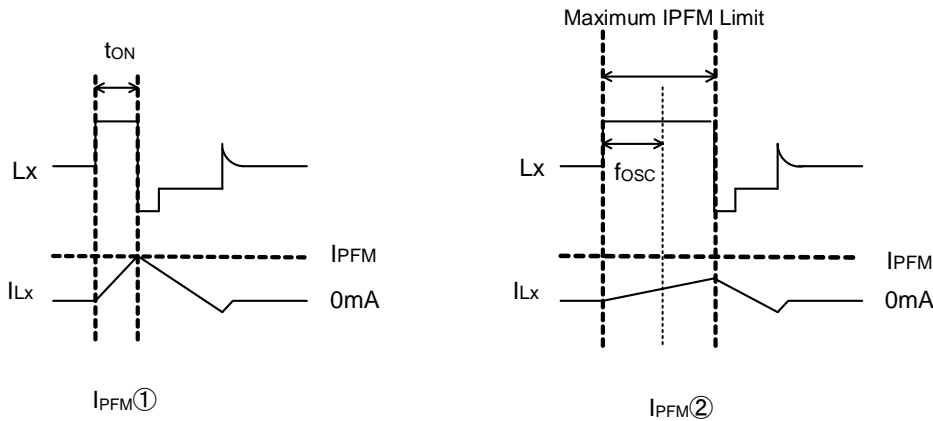 Maximum IPFM Limit
tON
Lx
Lx
fOSC
IPFM
IPFM
ILx
0mA
ILx
0mA
IPFM①
IPFM②